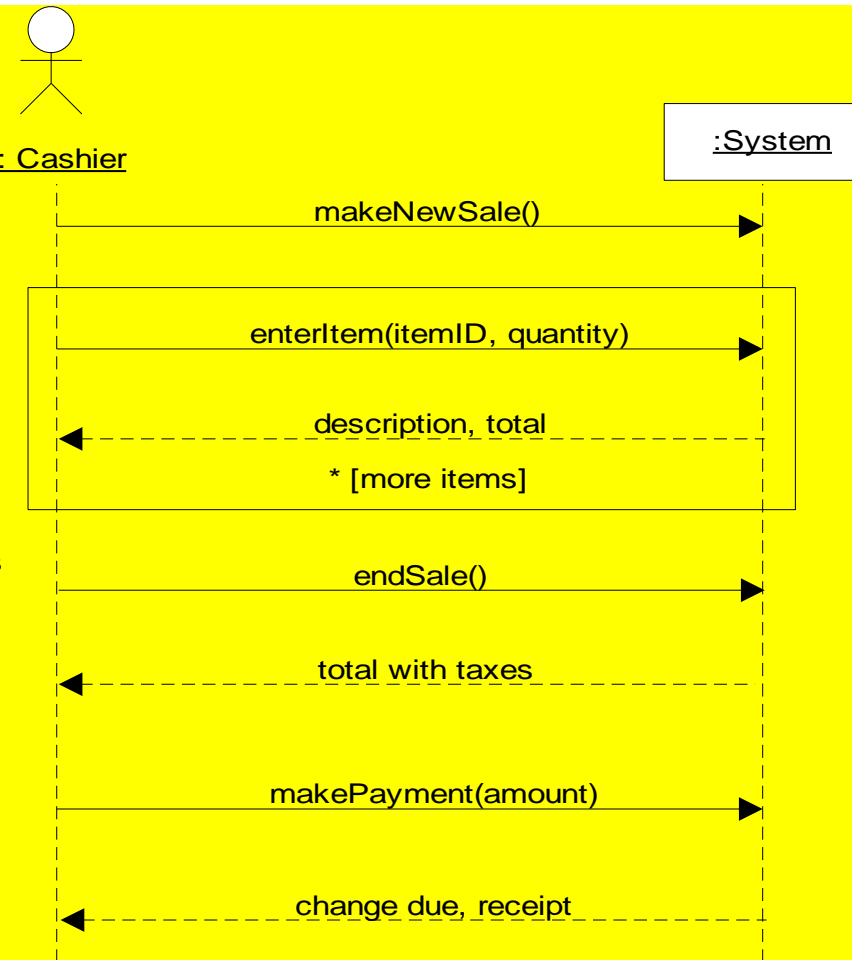 : Cashier
:System
makeNewSale()
enterItem(itemID, quantity)
description, total
* [more items]
endSale()
total with taxes
makePayment(amount)
change due, receipt